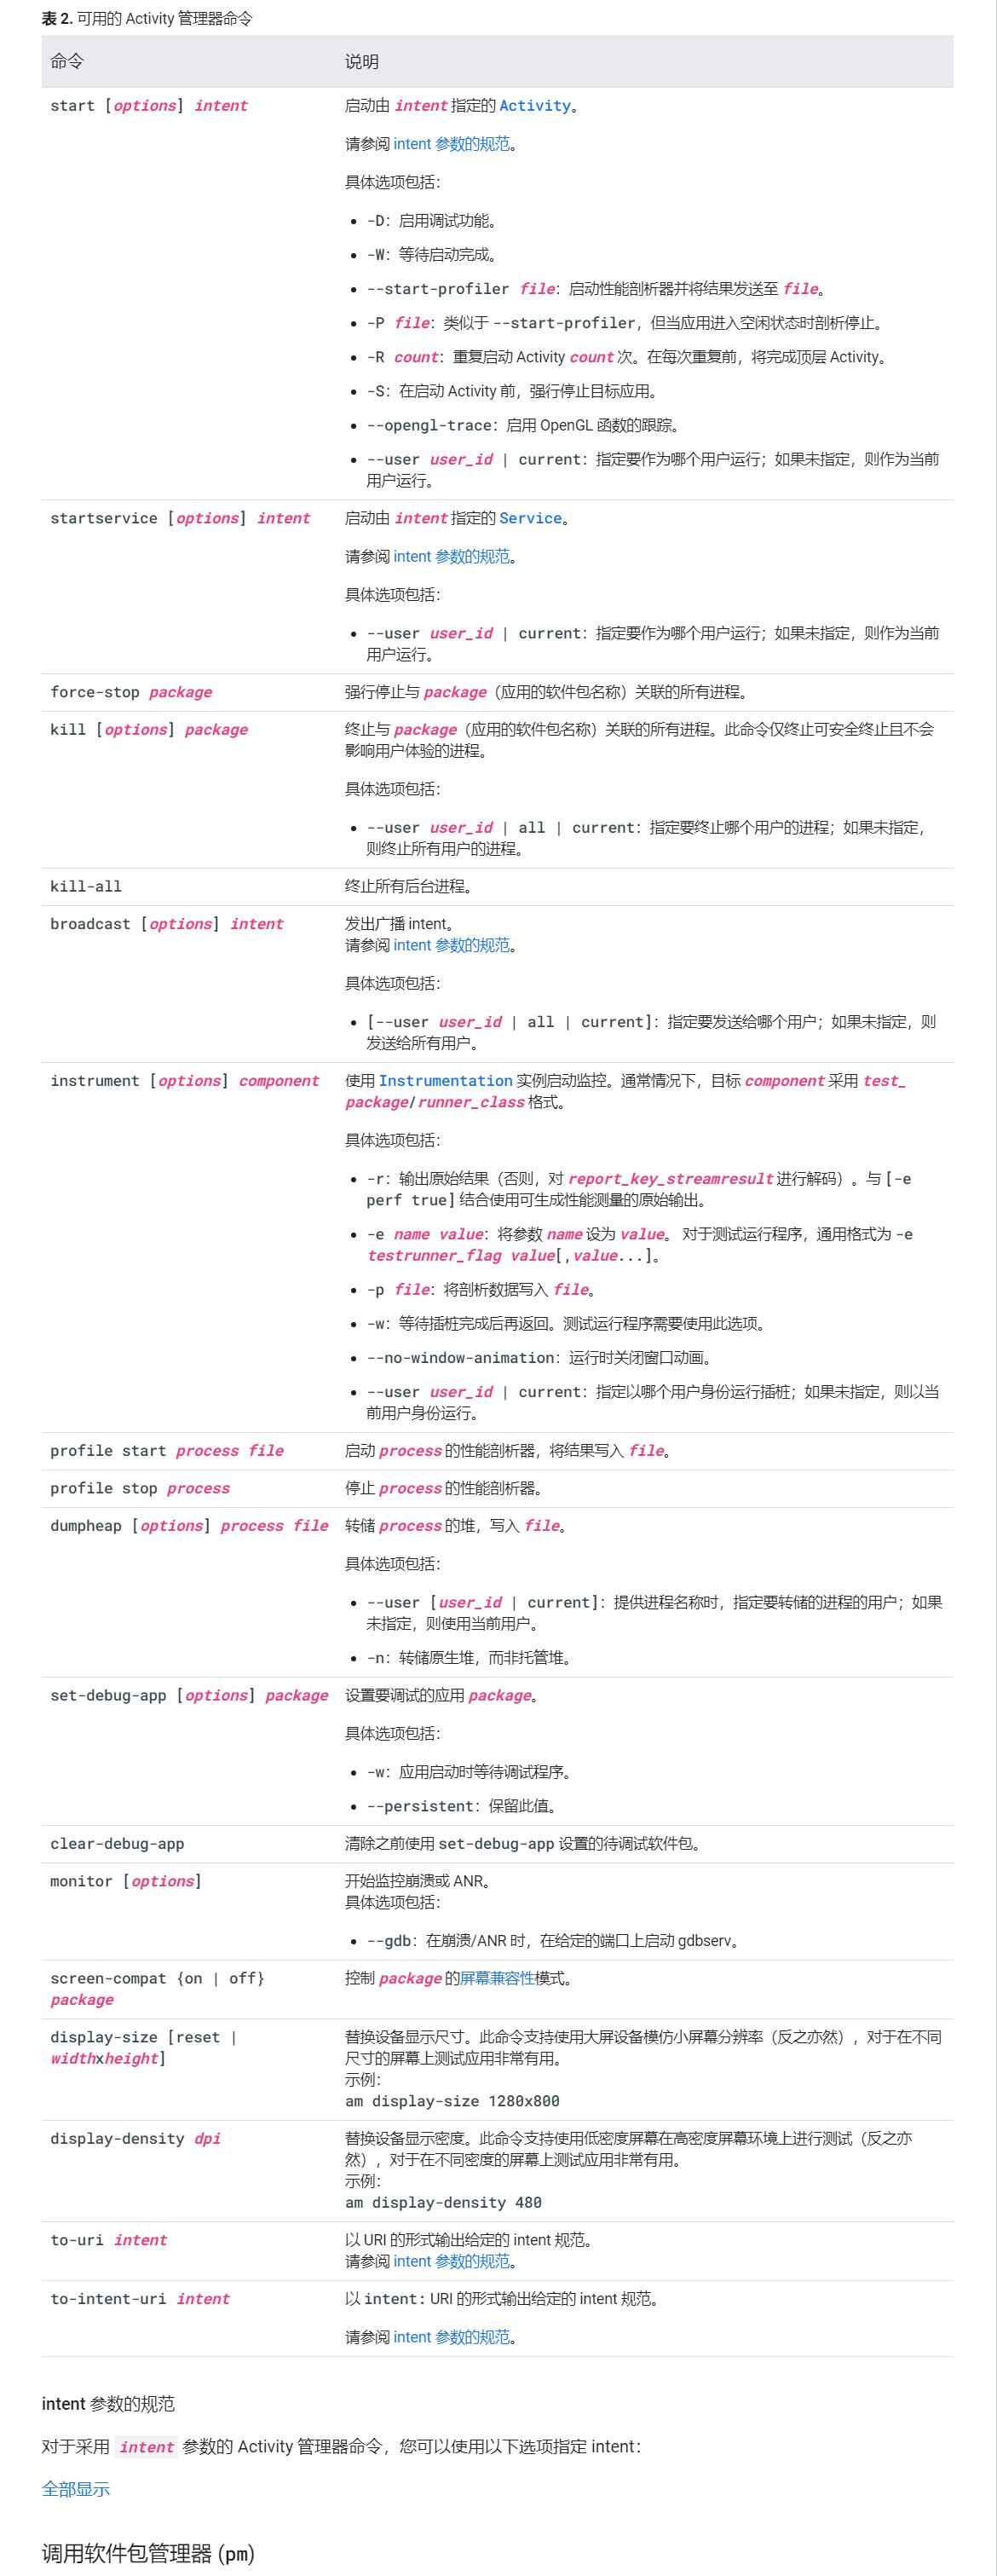 表 2. 可用的 Activity 管理器命令
命令 说明
start [options] intent 启动由 intent 指定的 Activity。
请参阅 intent 参数的规范。
具体选项包括：
• -D：启用调试功能。
• -W：等待启动完成。
• --start-profiler file：启动性能剖析器并将结果发送至 file。
• -P file：类似于 --start-profiler，但当应用进入空闲状态时剖析停止。
• -R count：重复启动 Activity count 次。在每次重复前，将完成顶层 Activity。
• -S：在启动 Activity 前，强行停止目标应用。
• --opengl-trace：启用 OpenGL 函数的跟踪。
• --user user_id | current：指定要作为哪个用户运行；如果未指定，则作为当前
用户运行。
startservice [options] intent 启动由 intent 指定的 Service。
请参阅 intent 参数的规范。
具体选项包括：
• --user user_id | current：指定要作为哪个用户运行；如果未指定，则作为当前
用户运行。
force-stop package 强行停止与 package（应用的软件包名称）关联的所有进程。
kill [options] package 终止与 package（应用的软件包名称）关联的所有进程。此命令仅终止可安全终止且不会
影响用户体验的进程。
具体选项包括：
• --user user_id | all | current：指定要终止哪个用户的进程；如果未指定，
则终止所有用户的进程。
kill-all 终止所有后台进程。
broadcast [options] intent 发出广播 intent。
请参阅 intent 参数的规范。
具体选项包括：
• [--user user_id | all | current]：指定要发送给哪个用户；如果未指定，则
发送给所有用户。
instrument [options] component 使用 Instrumentation 实例启动监控。通常情况下，目标 component 采用 test_
package/runner_class 格式。
具体选项包括：
• -r：输出原始结果（否则，对 report_key_streamresult 进行解码）。与 [-e
perf true] 结合使用可生成性能测量的原始输出。
• -e name value：将参数 name 设为 value。 对于测试运行程序，通用格式为 -e
testrunner_flag value[,value...]。
• -p file：将剖析数据写入 file。
• -w：等待插桩完成后再返回。测试运行程序需要使用此选项。
• --no-window-animation：运行时关闭窗口动画。
• --user user_id | current：指定以哪个用户身份运行插桩；如果未指定，则以当
前用户身份运行。
profile start process file 启动 process 的性能剖析器，将结果写入 file。
profile stop process 停止 process 的性能剖析器。
dumpheap [options] process file 转储 process 的堆，写入 file。
具体选项包括：
• --user [user_id | current]：提供进程名称时，指定要转储的进程的用户；如果
未指定，则使用当前用户。
• -n：转储原生堆，而非托管堆。
set-debug-app [options] package 设置要调试的应用 package。
具体选项包括：
• -w：应用启动时等待调试程序。
• --persistent：保留此值。
clear-debug-app 清除之前使用 set-debug-app 设置的待调试软件包。
monitor [options] 开始监控崩溃或 ANR。
具体选项包括：
• --gdb：在崩溃/ANR 时，在给定的端口上启动 gdbserv。
screen-compat {on | off} 控制 package 的屏幕兼容性模式。
package
display-size [reset | 替换设备显示尺寸。此命令支持使用大屏设备模仿小屏幕分辨率（反之亦然），对于在不同
widthxheight] 尺寸的屏幕上测试应用非常有用。
示例：
am display-size 1280x800
display-density dpi 替换设备显示密度。此命令支持使用低密度屏幕在高密度屏幕环境上进行测试（反之亦
然），对于在不同密度的屏幕上测试应用非常有用。
示例：
am display-density 480
to-uri intent 以 URI 的形式输出给定的 intent 规范。
请参阅 intent 参数的规范。
to-intent-uri intent 以 intent: URI 的形式输出给定的 intent 规范。
请参阅 intent 参数的规范。
intent 参数的规范
对于采用 intent 参数的 Activity 管理器命令，您可以使用以下选项指定 intent：
全部显示
调用软件包管理器 (pm)